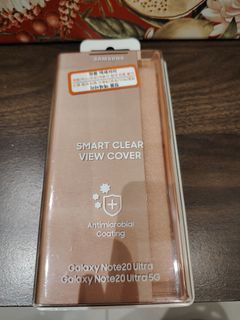 SAMSUNG
SMART CLEAR
VIEW COVER
Antimicrobial
Coating
Galaxy Note20 Ultra
Galaxy Note20 Ultra 5G